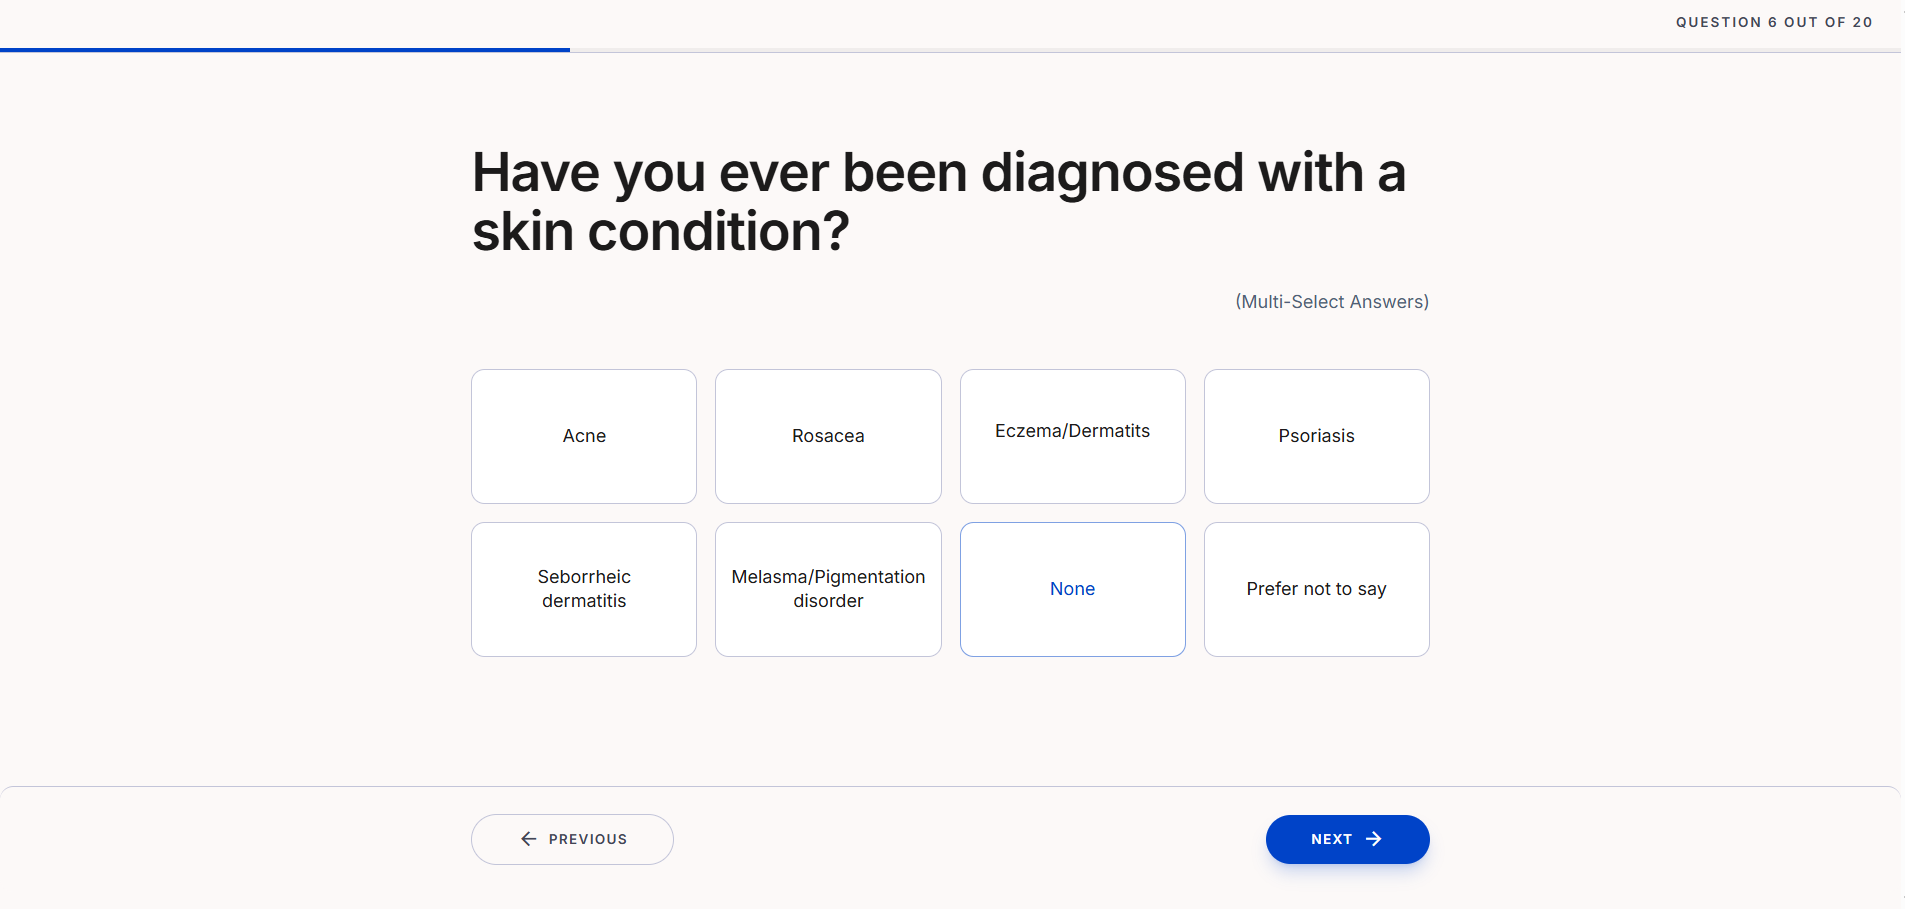 QUESTION 6 OUT OF 20
Have you ever been diagnosed with a
skin condition?
(Multi-Select Answers)
Acne
Rosacea
Eczema/Dermatits
Psoriasis
Seborrheic
dermatitis
Melasma/Pigmentation
disorder
None
Prefer not to say
PREVIOUS
NEXT